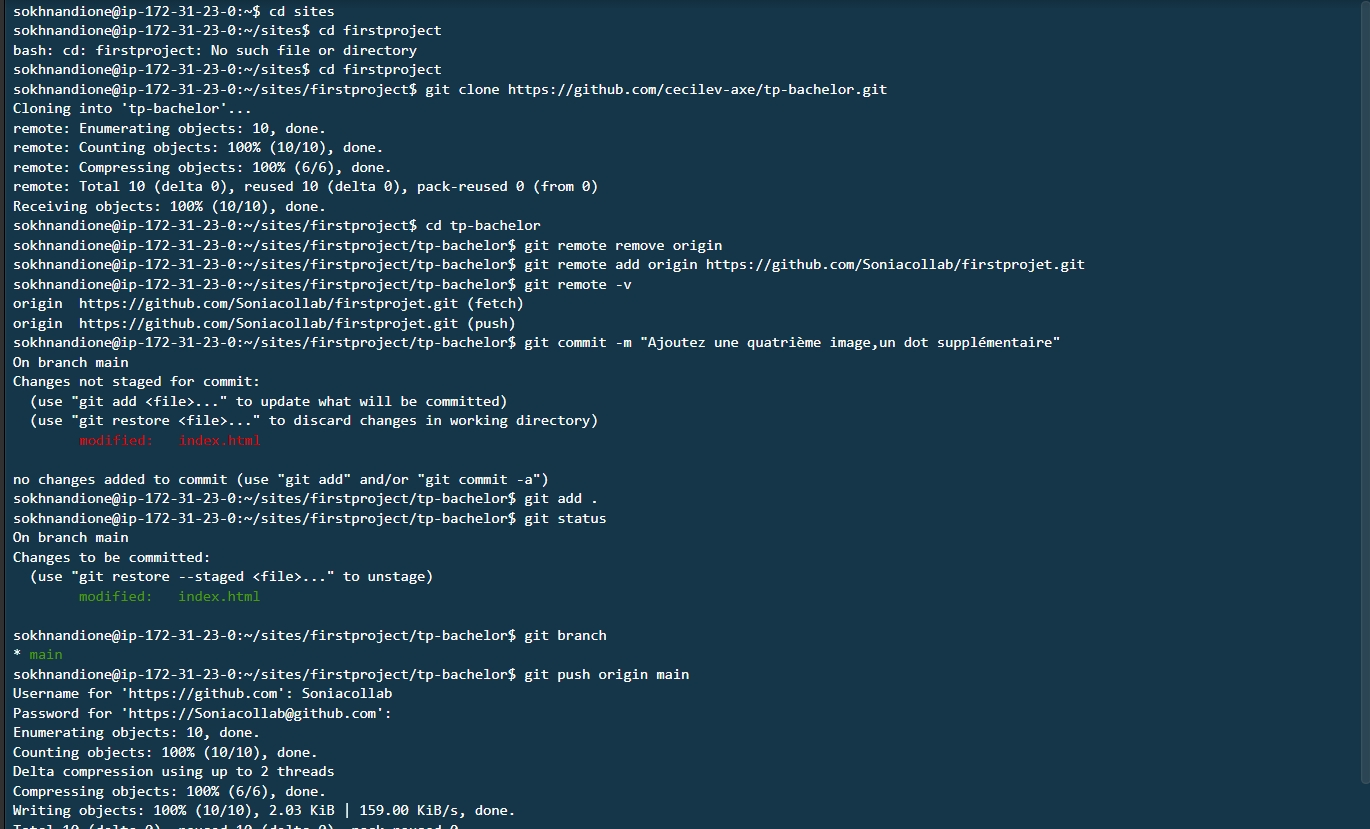 sokhnandione@ip-172-31-23-0:~$ cd sites
sokhnandione@ip-172-31-23-0:~/sites$ cd firstproject
bash: cd: firstproject: No such file or directory
sokhnandione@ip-172-31-23-0:~/sites$ cd firstproject
sokhnandione@ip-172-31-23-0:~/sites/firstproject$ git clone https://github.com/cecilev-axe/tp-bachelor.git
Cloning into 'tp-bachelor'...
remote: Enumerating objects: 10, done.
remote: Counting objects: 100% (10/10), done.
remote: Compressing objects: 100% (6/6), done.
remote: Total 10 (delta 0), reused 10 (delta 0), pack-reused 0 (from 0)
Receiving objects: 100% (10/10), done.
sokhnandione@ip-172-31-23-0:~/sites/firstproject$ cd tp-bachelor
sokhnandione@ip-172-31-23-0:~/sites/firstproject/tp-bachelor$ git remote remove origin
sokhnandione@ip-172-31-23-0:~/sites/firstproject/tp-bachelor$ git remote add origin https://github.com/Soniacollab/firstprojet.git
sokhnandione@ip-172-31-23-0:~/sites/firstproject/tp-bachelor$ git remote -v
origin  https://github.com/Soniacollab/firstprojet.git (fetch)
origin  https://github.com/Soniacollab/firstprojet.git (push)
sokhnandione@ip-172-31-23-0:~/sites/firstproject/tp-bachelor$ git commit -m "Ajoutez une quatrième image,un dot supplémentaire"
On branch main
Changes not staged for commit:
  (use "git add <file>..." to update what will be committed)
  (use "git restore <file>..." to discard changes in working directory)
        modified:   index.html

no changes added to commit (use "git add" and/or "git commit -a")
sokhnandione@ip-172-31-23-0:~/sites/firstproject/tp-bachelor$ git add .
sokhnandione@ip-172-31-23-0:~/sites/firstproject/tp-bachelor$ git status
On branch main
Changes to be committed:
  (use "git restore --staged <file>..." to unstage)
        modified:   index.html

sokhnandione@ip-172-31-23-0:~/sites/firstproject/tp-bachelor$ git branch
* main
sokhnandione@ip-172-31-23-0:~/sites/firstproject/tp-bachelor$ git push origin main
Username for 'https://github.com': Soniacollab
Password for 'https://Soniacollab@github.com':
Enumerating objects: 10, done.
Counting objects: 100% (10/10), done.
Delta compression using up to 2 threads
Compressing objects: 100% (6/6), done.
Writing objects: 100% (10/10), 2.03 KiB | 159.00 KiB/s, done.
Total 10 (delta 0), reused 10 (delta 0), pack-reused 0